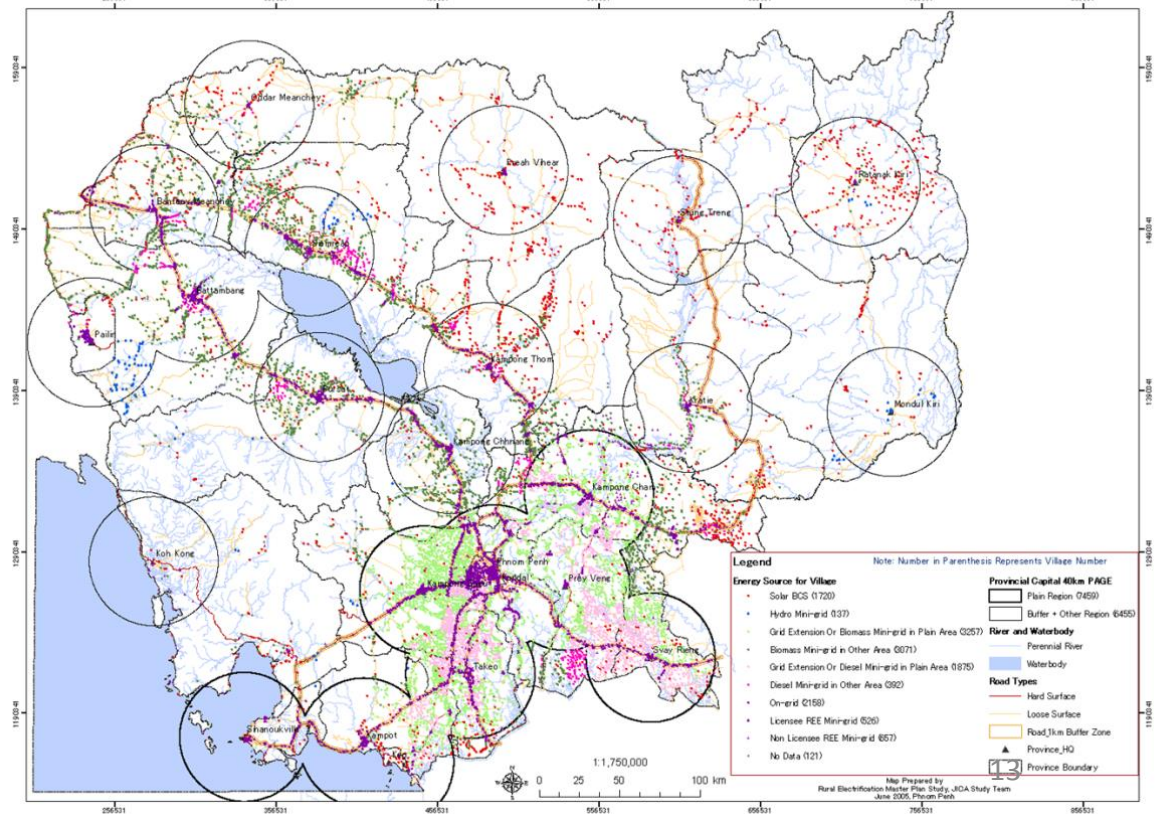 Oddar Meanchey
Preah Vihear
Ratanak Kiri
Banteay Meanchey
Stung Treng
Siemreap
Battambang
Pailin
Kampong Thom
Pursat
Kratie
Mondul Kiri
Kampong Chhnang
Kampong Cham
Koh Kong
Phnom Penh
Kandal
Prey Veng
Svay Rieng
Takeo
Sihanoukville
Kampot
Kep
Legend
Note: Number in Parenthesis Represents Village Number
Energy Source for Village
Solar BCS (1720)
Hydro Mini-grid (137)
Grid Extension Or Biomass Mini-grid in Plain Area (3257)
Biomass Mini-grid in Other Area (3071)
Grid Extension Or Diesel Mini-grid in Plain Area (1875)
Diesel Mini-grid in Other Area (392)
On-grid (2158)
Licensee REE Mini-grid (526)
Non Licensee REE Mini-grid (657)
No Data (121)
Provincial Capital 40km PAGE
Plain Region (7459)
Buffer + Other Region (6455)
River and Waterbody
Perennial River
Waterbody
Road Types
Hard Surface
Loose Surface
Road_1km Buffer Zone
Province_HQ
Province Boundary
13
1:1,750,000
0 25 50 100 km
Map Prepared by
Rural Electrification Master Plan Study, JICA Study Team
June 2005, Phnom Penh